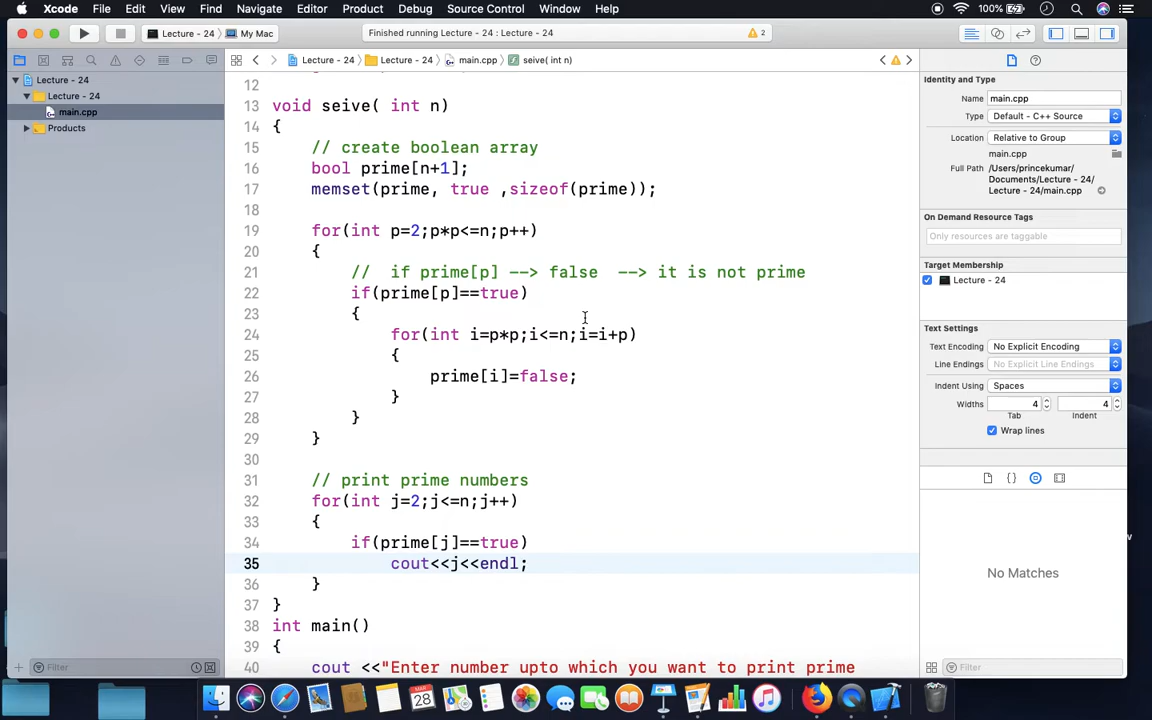 Xcode File Edit View Find Navigate Editor Product Debug Source Control Window Help 100%
Lecture - 24 My Mac Finished running Lecture - 24 : Lecture - 24 2
Lecture - 24 Lecture - 24 main.cpp seive( int n)
Lecture - 24
Lecture - 24
main.cpp
Products
Filter
12
13 void seive( int n)
14 {
15 // create boolean array
16 bool prime[n+1];
17 memset(prime, true ,sizeof(prime));
18
19 for(int p=2;p*p<=n;p++)
20 {
21 // if prime[p] --> false --> it is not prime
22 if(prime[p]==true)
23 {
24 for(int i=p*p;i<=n;i=i+p)
25 {
26 prime[i]=false;
27 }
28 }
29 }
30
31 // print prime numbers
32 for(int j=2;j<=n;j++)
33 {
34 if(prime[j]==true)
35 cout<<j<<endl;
36 }
37 }
38 int main()
39 {
40 cout <<"Enter number upto which you want to print prime
Identity and Type
Name main.cpp
Type Default - C++ Source
Location Relative to Group
main.cpp
Full Path /Users/princekumar/
Documents/Lecture - 24/
Lecture - 24/main.cpp
On Demand Resource Tags
Only resources are taggable
Target Membership
Lecture - 24
Text Settings
Text Encoding No Explicit Encoding
Line Endings No Explicit Line Endings
Indent Using Spaces
Widths 4 4
Tab Indent
Wrap lines
{ }
No Matches
Filter
28